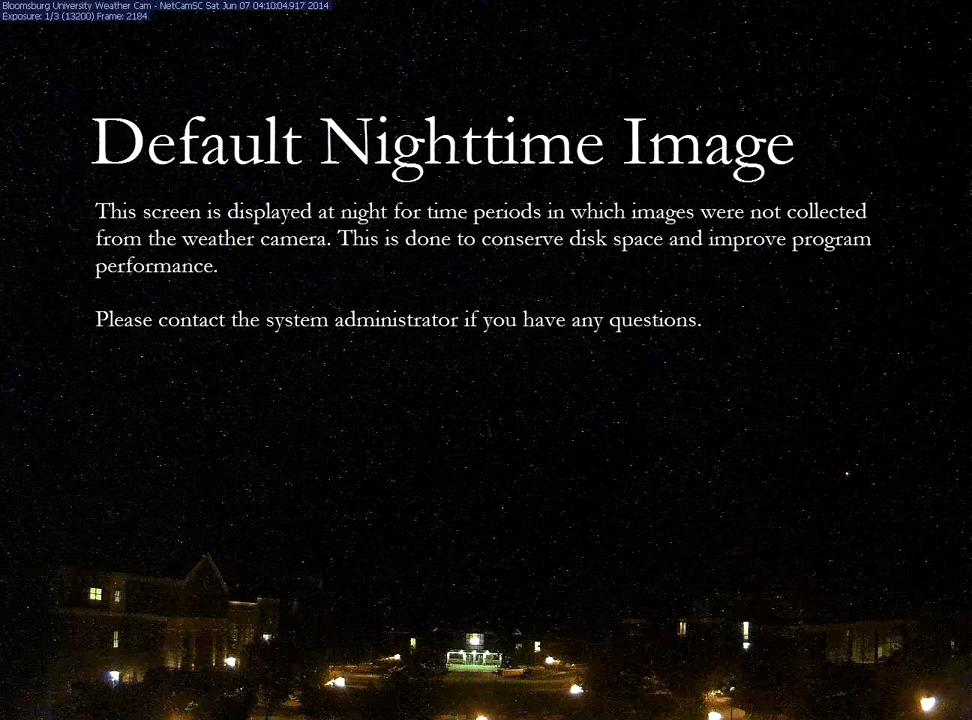 Bloomsburg University Weather Cam - NetCamSC Sat Jun 07 04:10:04.917 2014
Exposure: 1/3 (13200) Frame: 2184
Default Nighttime Image
This screen is displayed at night for time periods in which images were not collected
from the weather camera. This is done to conserve disk space and improve program
performance.
Please contact the system administrator if you have any questions.